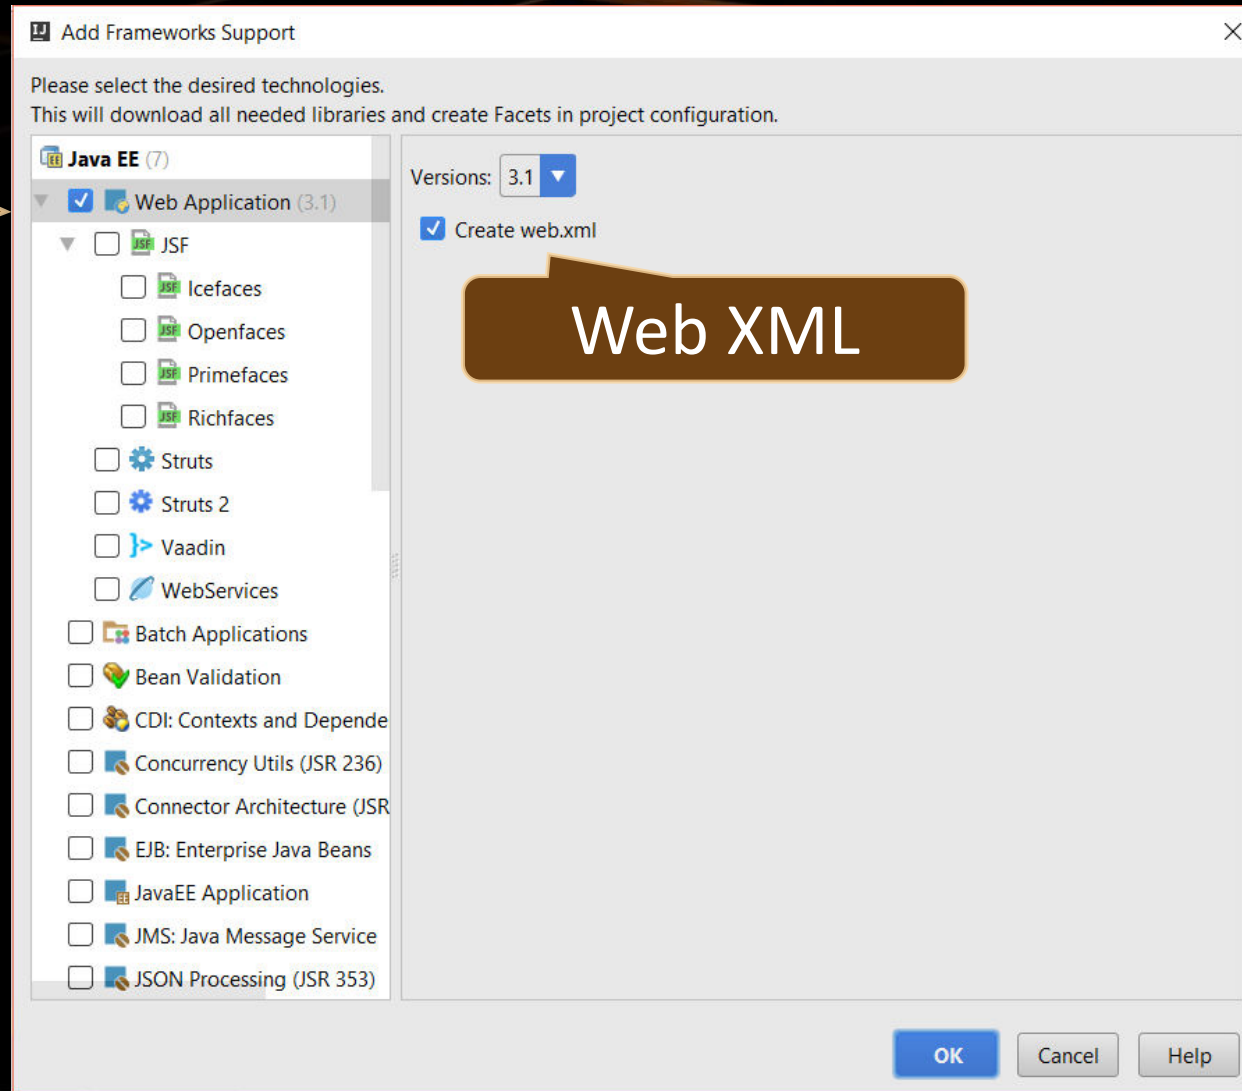 Add Frameworks Support
Please select the desired technologies.
This will download all needed libraries and create Facets in project configuration.
Java EE (7)
Web Application (3.1)
JSF
Icefaces
Openfaces
Primefaces
Richfaces
Struts
Struts 2
Vaadin
WebServices
Batch Applications
Bean Validation
CDI: Contexts and Depende
Concurrency Utils (JSR 236)
Connector Architecture (JSR
EJB: Enterprise Java Beans
JavaEE Application
JMS: Java Message Service
JSON Processing (JSR 353)
Versions: 3.1
Create web.xml
Web XML
OK Cancel Help